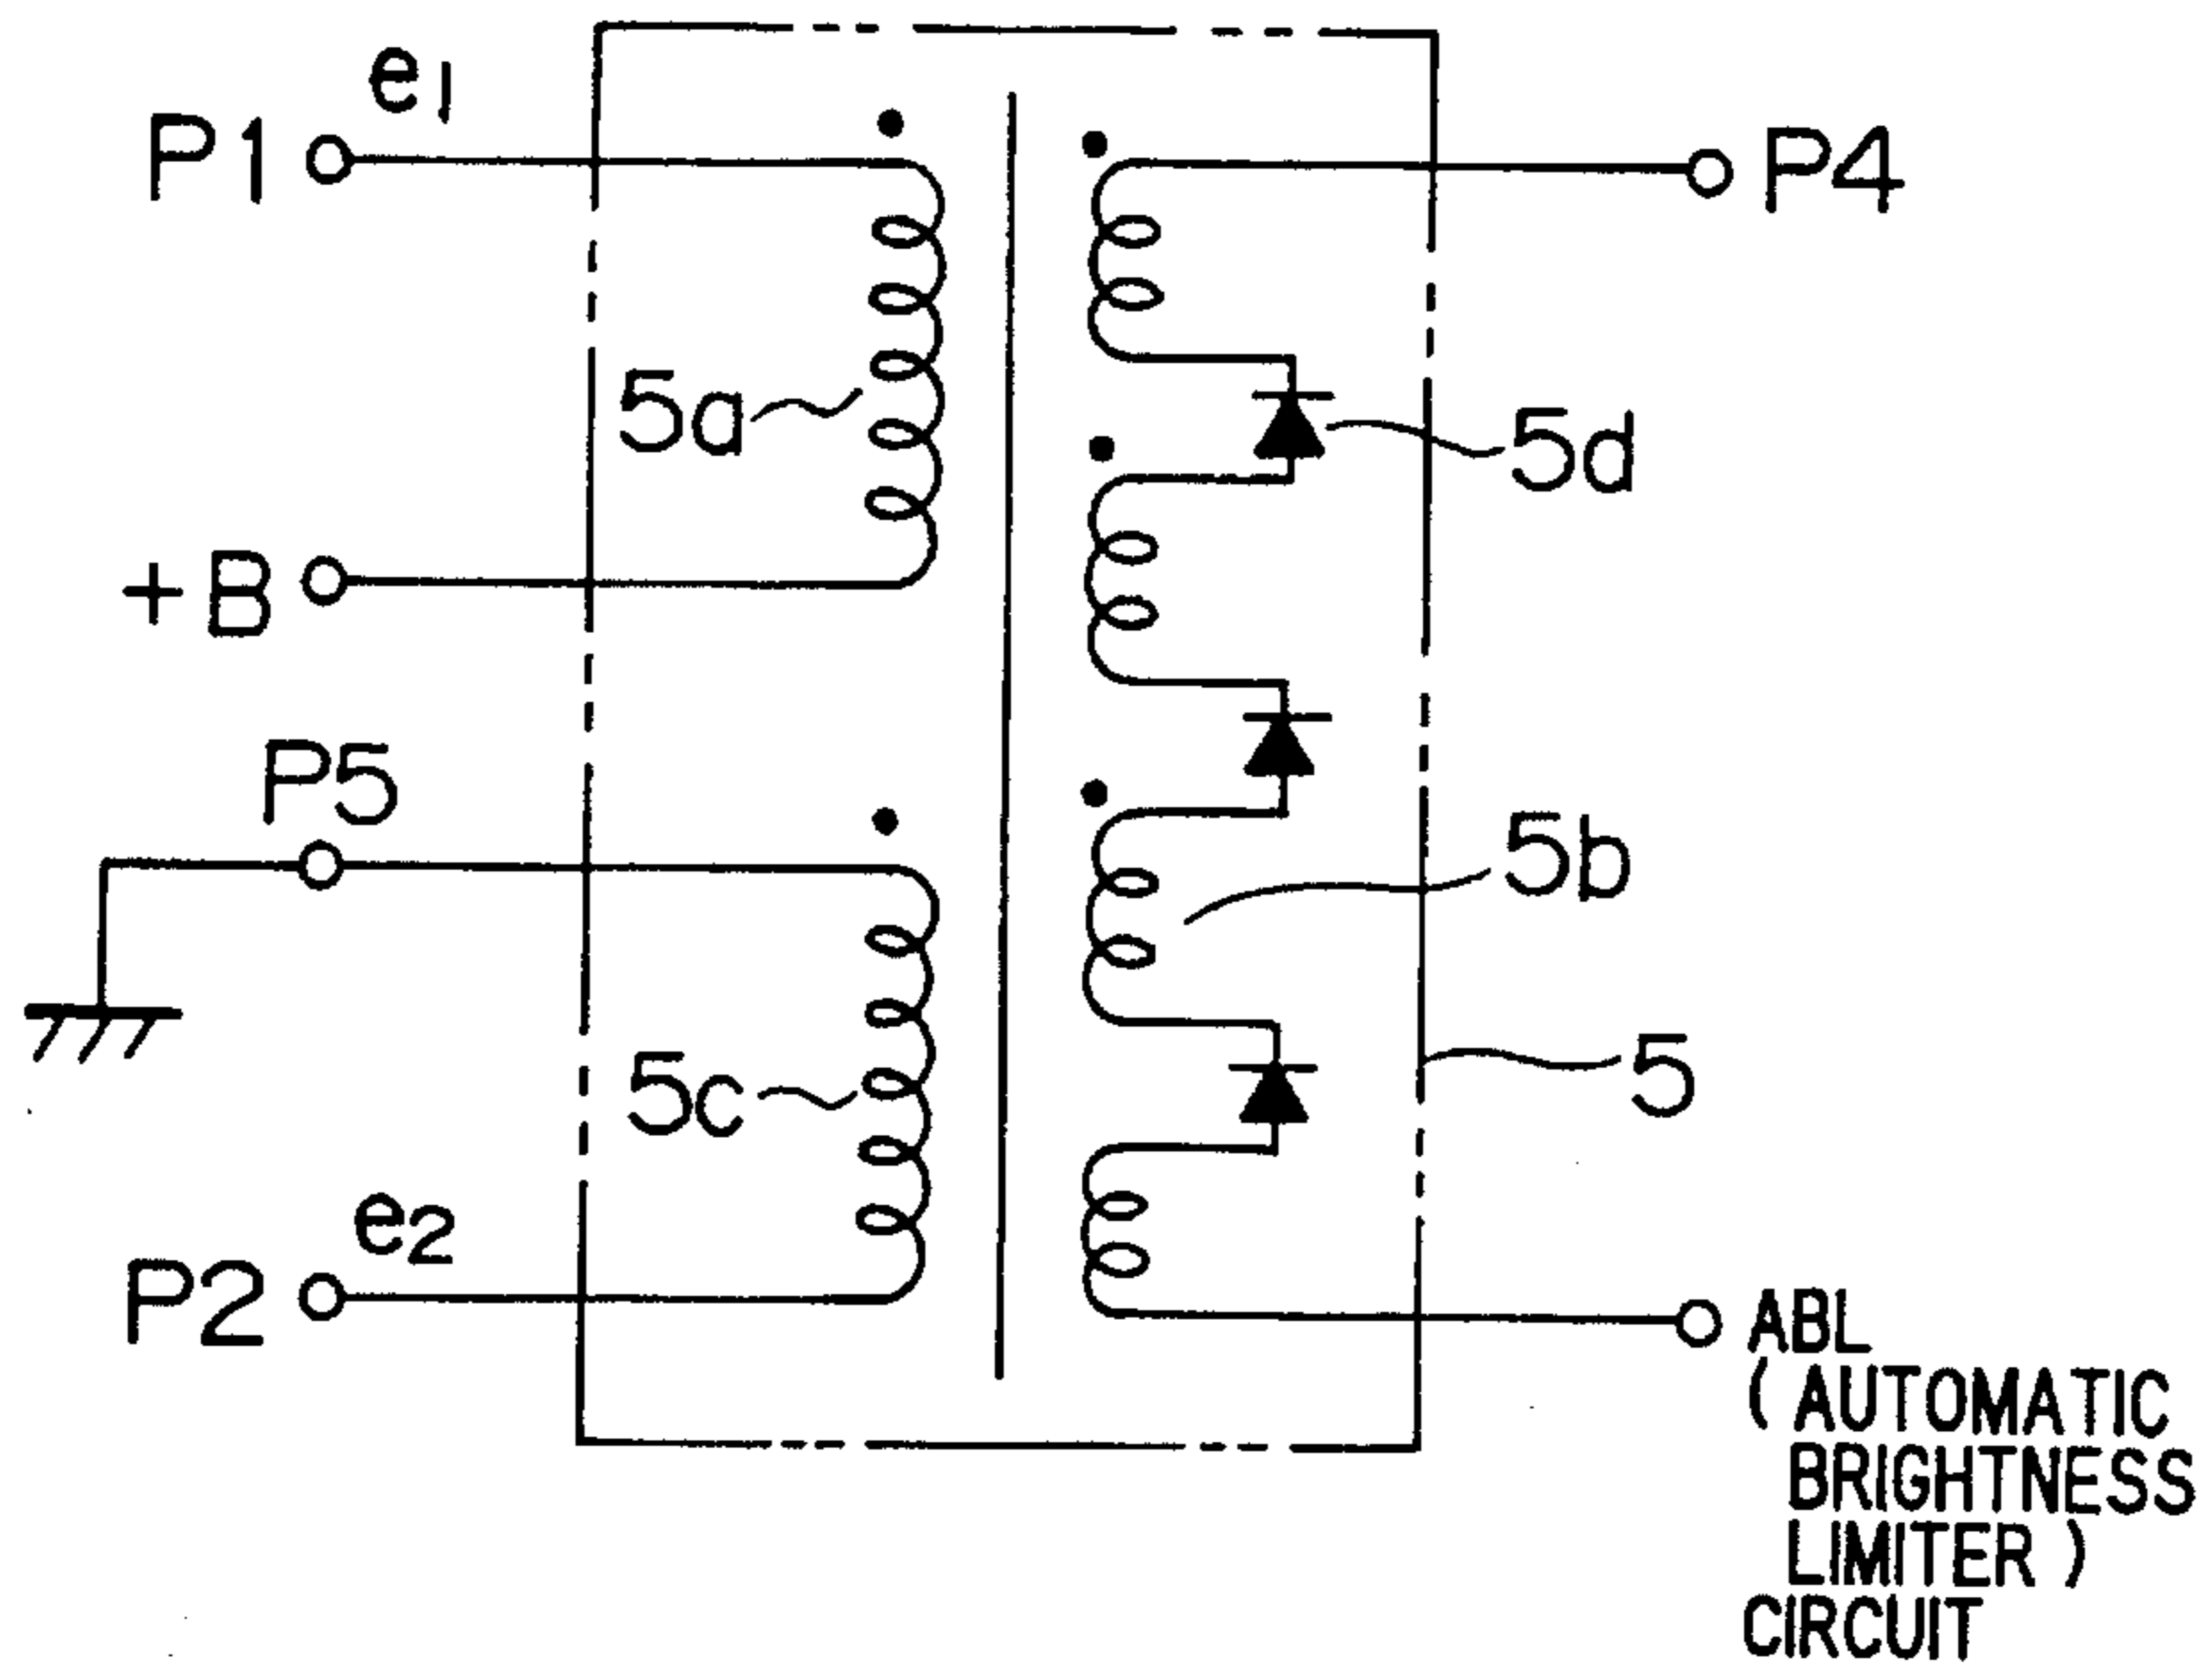 e1
P1
P4
5a
5d
+B
P5
5b
5
5c
e2
P2
ABL
(AUTOMATIC
BRIGHTNESS
LIMITER)
CIRCUIT